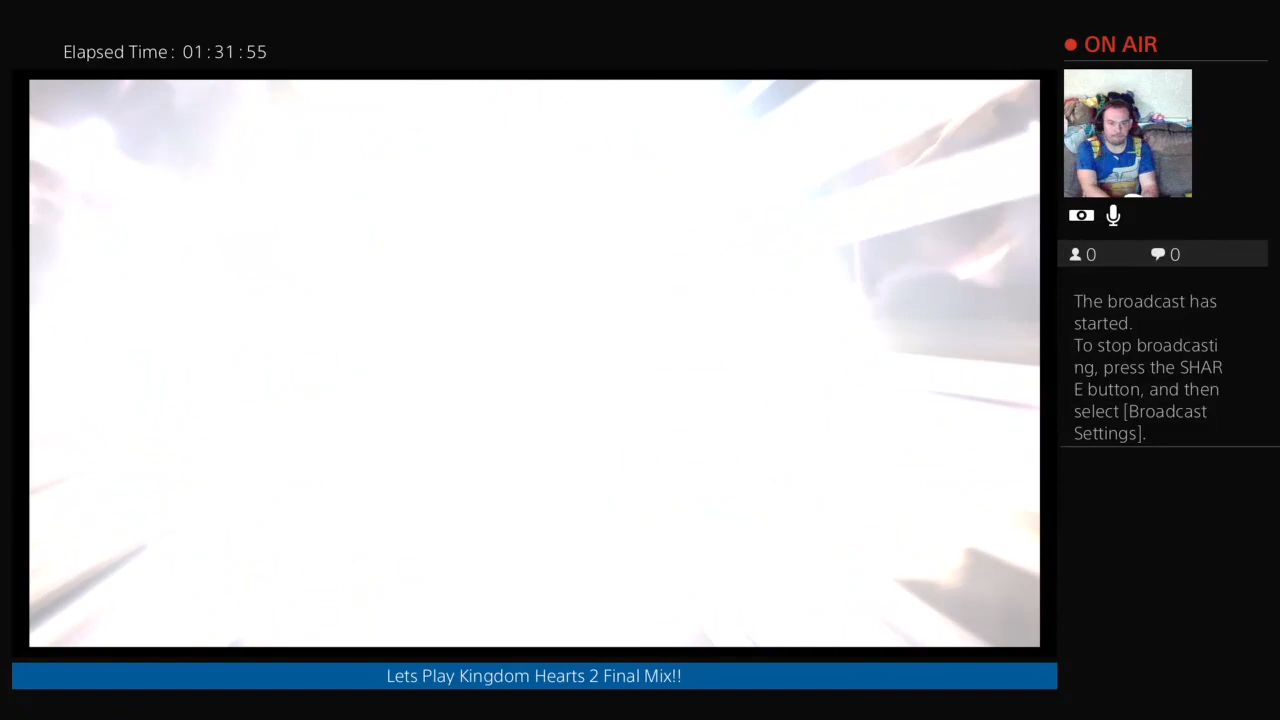 Elapsed Time: 01:31:55
ON AIR
0 0
The broadcast has
started.
To stop broadcasti
ng, press the SHAR
E button, and then
select [Broadcast
Settings].
Lets Play Kingdom Hearts 2 Final Mix!!